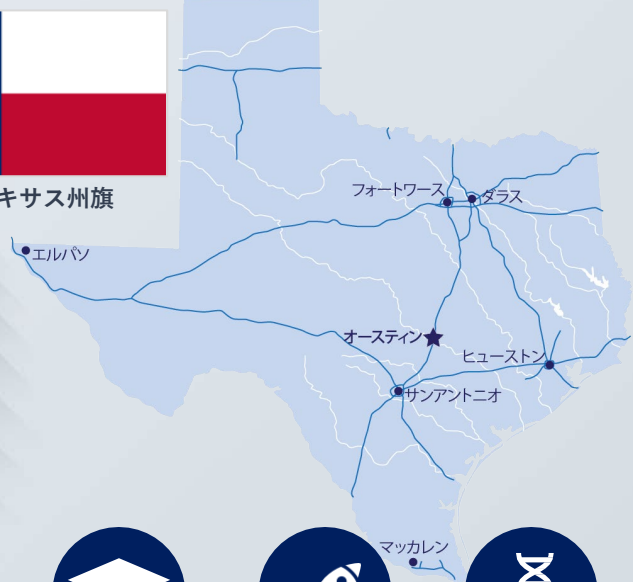 キサス州旗
フォートワース
ダラス
エルパソ
オースティン
ヒューストン
サンアントニオ
マッカレン